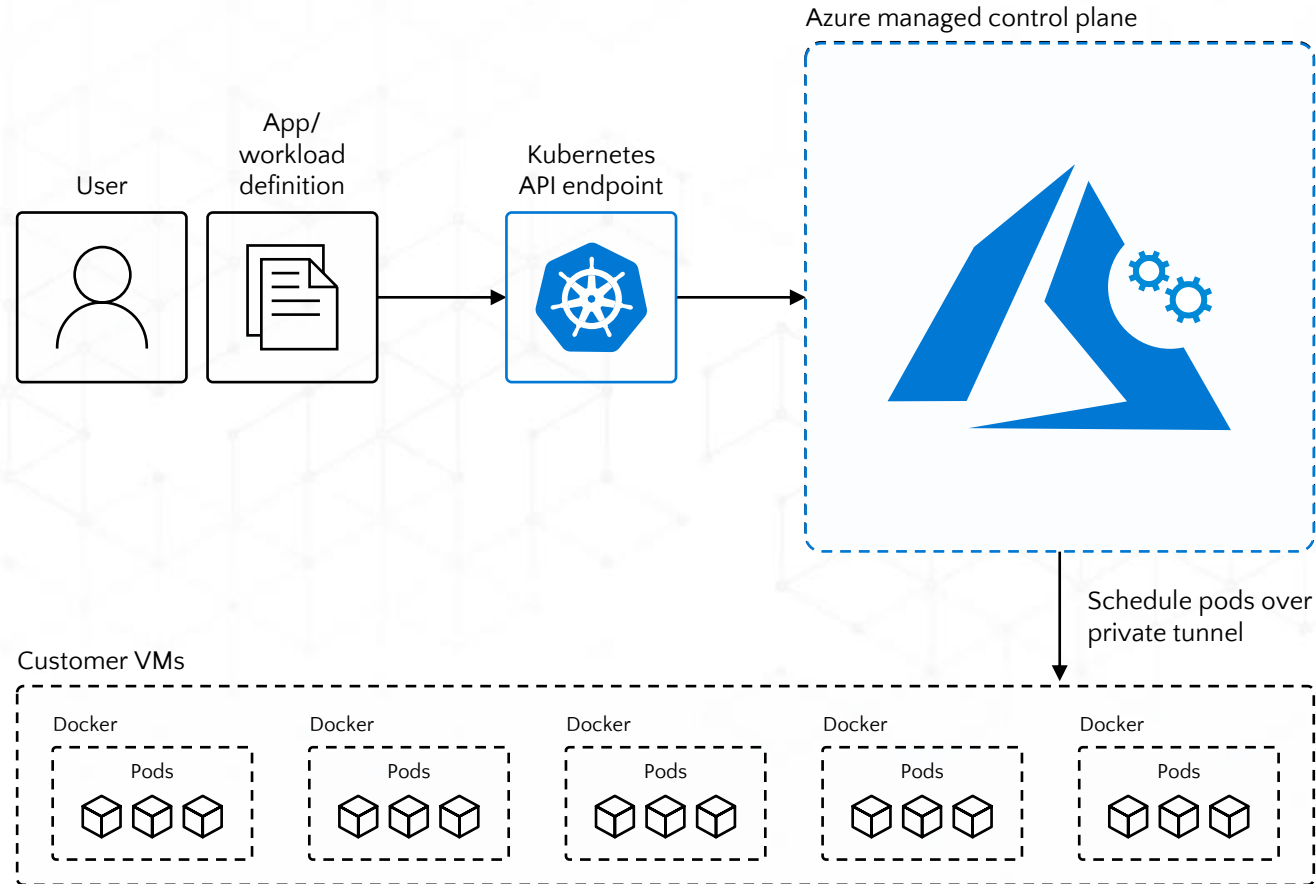 Azure managed control plane
User
App/
workload
definition
Kubernetes
API endpoint
Schedule pods over
private tunnel
Customer VMs
Docker
Docker
Docker
Docker
Docker
Pods
Pods
Pods
Pods
Pods